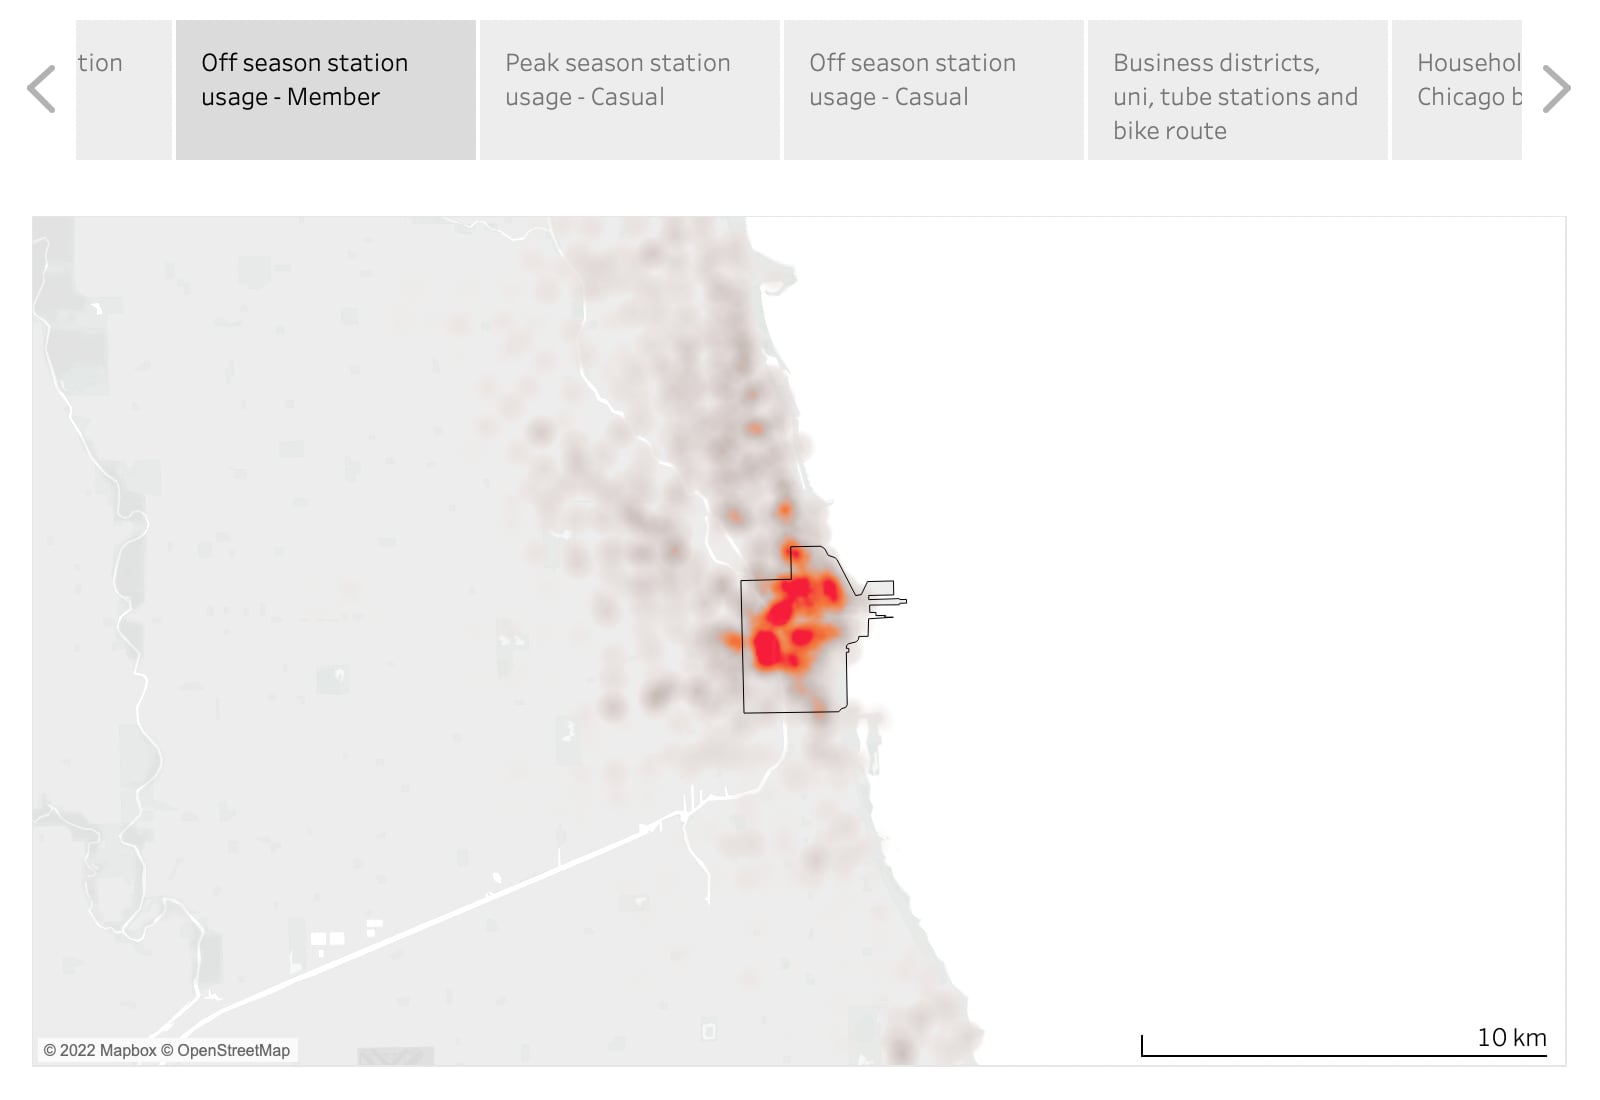 tion
Off season station
usage - Member
Peak season station
usage - Casual
Off season station
usage - Casual
Business districts,
uni, tube stations and
bike route
Househol
Chicago b
© 2022 Mapbox © OpenStreetMap
10 km